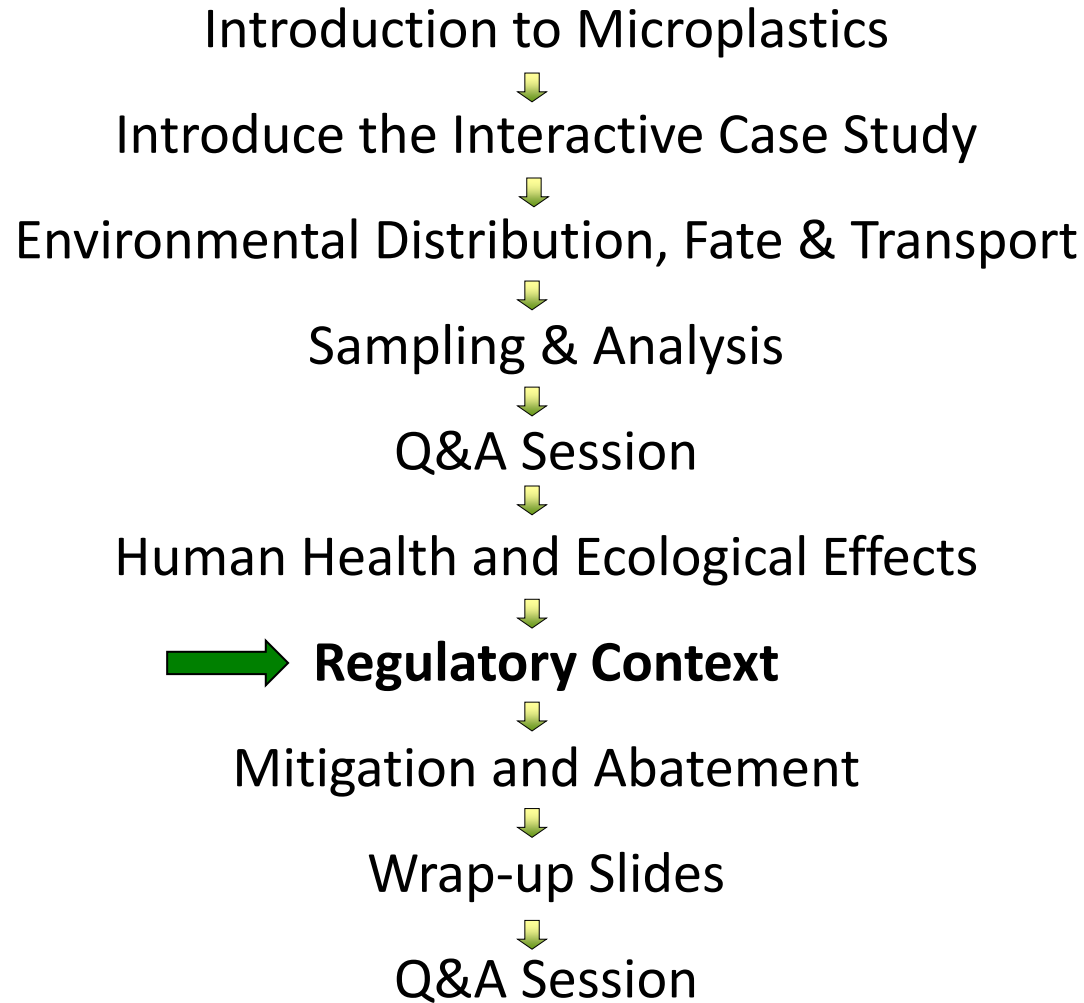 Introduction to Microplastics
Introduce the Interactive Case Study
Environmental Distribution, Fate & Transport
Sampling & Analysis
Q&A Session
Human Health and Ecological Effects
Regulatory Context
Mitigation and Abatement
Wrap-up Slides
Q&A Session